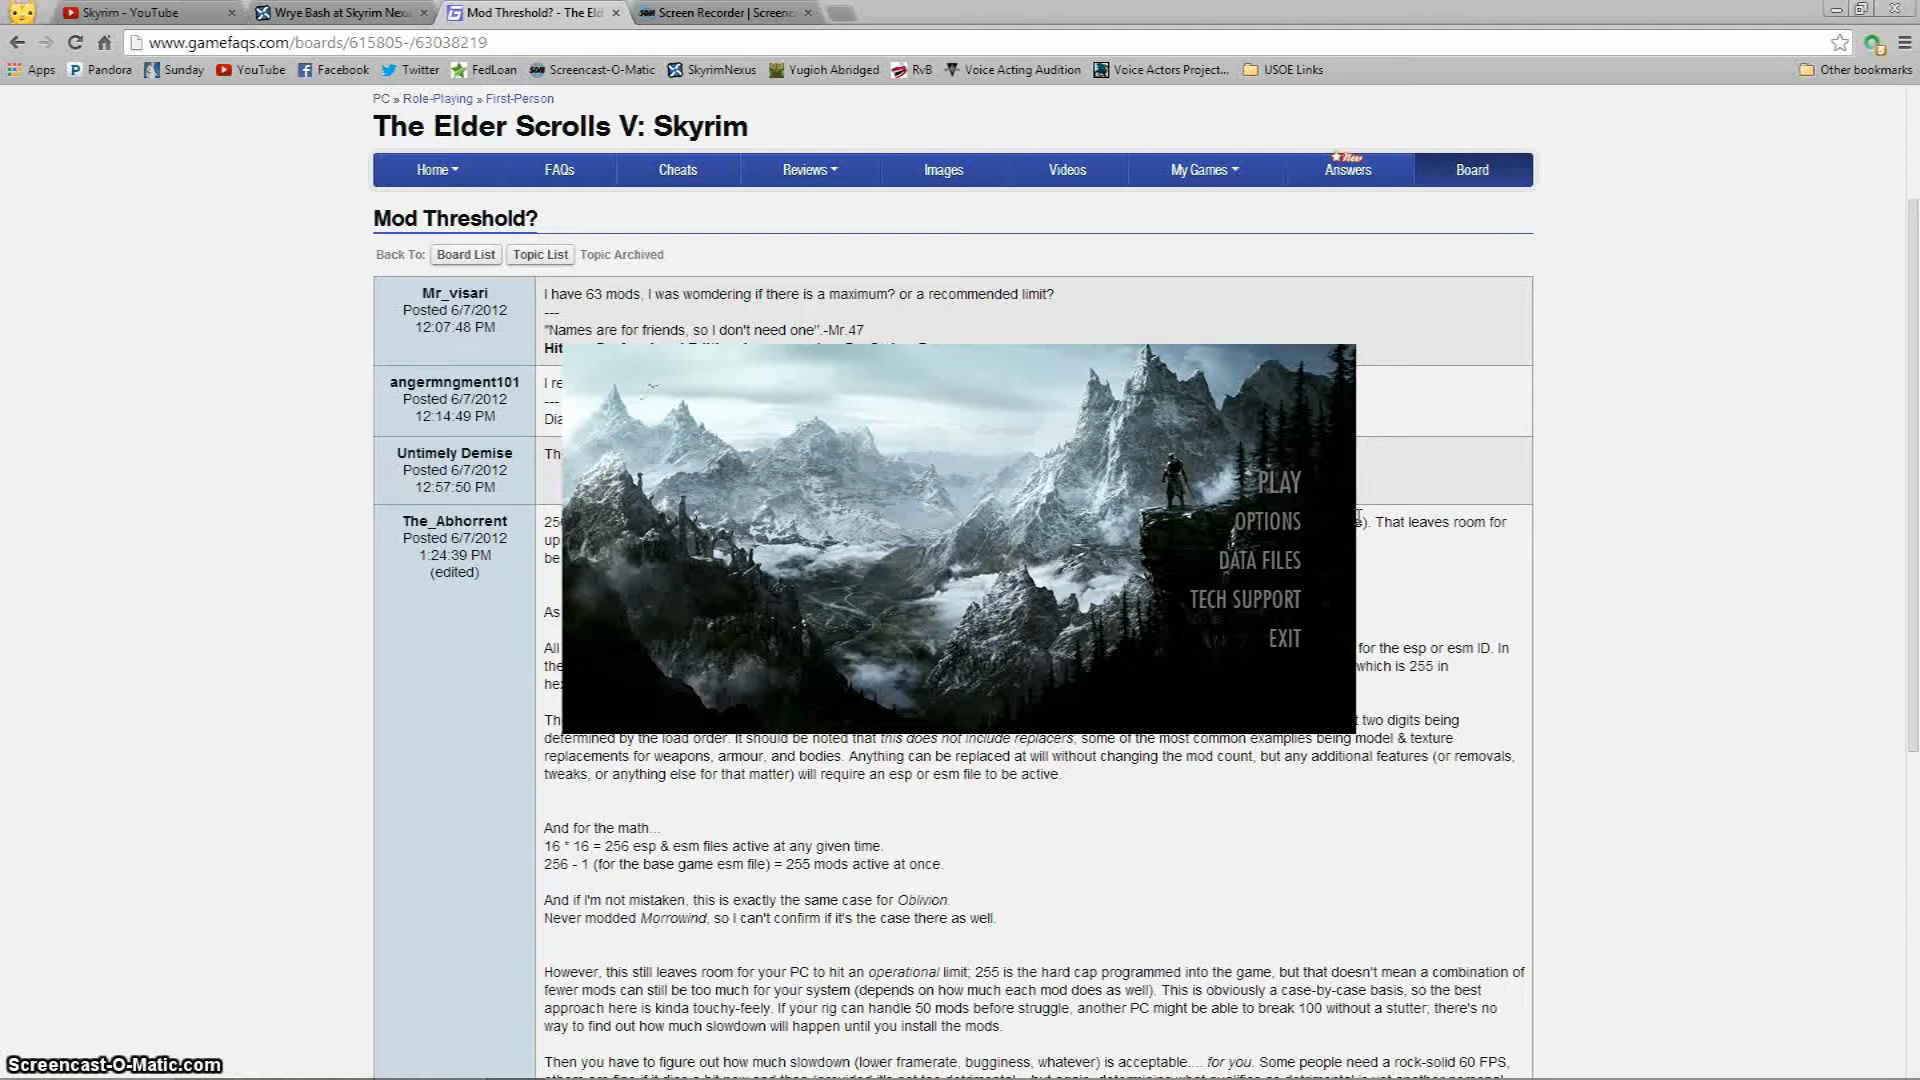 Skyrim - YouTube
Wrye Bash at Skyrim Nexu
Mod Threshold? - The Eld
Screen Recorder | Screenc
www.gamefaqs.com/boards/615805-/63038219
Apps Pandora Sunday YouTube Facebook Twitter FedLoan Screencast-O-Matic SkyrimNexus Yugioh Abridged RvB Voice Acting Audition Voice Actors Project... USOE Links Other bookmarks
PC » Role-Playing » First-Person
The Elder Scrolls V: Skyrim
New
Home FAQs Cheats Reviews Images Videos My Games Answers Board
Mod Threshold?
Back To: Board List Topic List Topic Archived
Mr_visari
Posted 6/7/2012
12:07:48 PM
I have 63 mods, I was womdering if there is a maximum? or a recommended limit?
---
"Names are for friends, so I don't need one".-Mr.47
Hit
angermngment101
Posted 6/7/2012
12:14:49 PM
I re
---
Dia
Untimely Demise
Posted 6/7/2012
12:57:50 PM
Th
The_Abhorrent
Posted 6/7/2012
1:24:39 PM
(edited)
PLAY
OPTIONS
DATA FILES
TECH SUPPORT
EXIT
25
). That leaves room for
up
be
As
All
for the esp or esm ID. In
the
which is 255 in
he
Th
two digits being
determined by the load order. It should be noted that this does not include replacers; some of the most common examples being model & texture
replacements for weapons, armour, and bodies. Anything can be replaced at will without changing the mod count, but any additional features (or removals,
tweaks, or anything else for that matter) will require an esp or esm file to be active.
And for the math...
16 * 16 = 256 esp & esm files active at any given time.
256 - 1 (for the base game esm file) = 255 mods active at once.
And if I'm not mistaken, this is exactly the same case for Oblivion.
Never modded Morrowind, so I can't confirm if it's the case there as well.
However, this still leaves room for your PC to hit an operational limit; 255 is the hard cap programmed into the game, but that doesn't mean a combination of
fewer mods can still be too much for your system (depends on how much each mod does as well). This is obviously a case-by-case basis, so the best
approach here is kinda touchy-feely. If your rig can handle 50 mods before struggle, another PC might be able to break 100 without a stutter; there's no
way to find out how much slowdown will happen until you install the mods.
Then you have to figure out how much slowdown (lower framerate, bugginess, whatever) is acceptable.... for you. Some people need a rock-solid 60 FPS,
Screencast-O-Matic.com